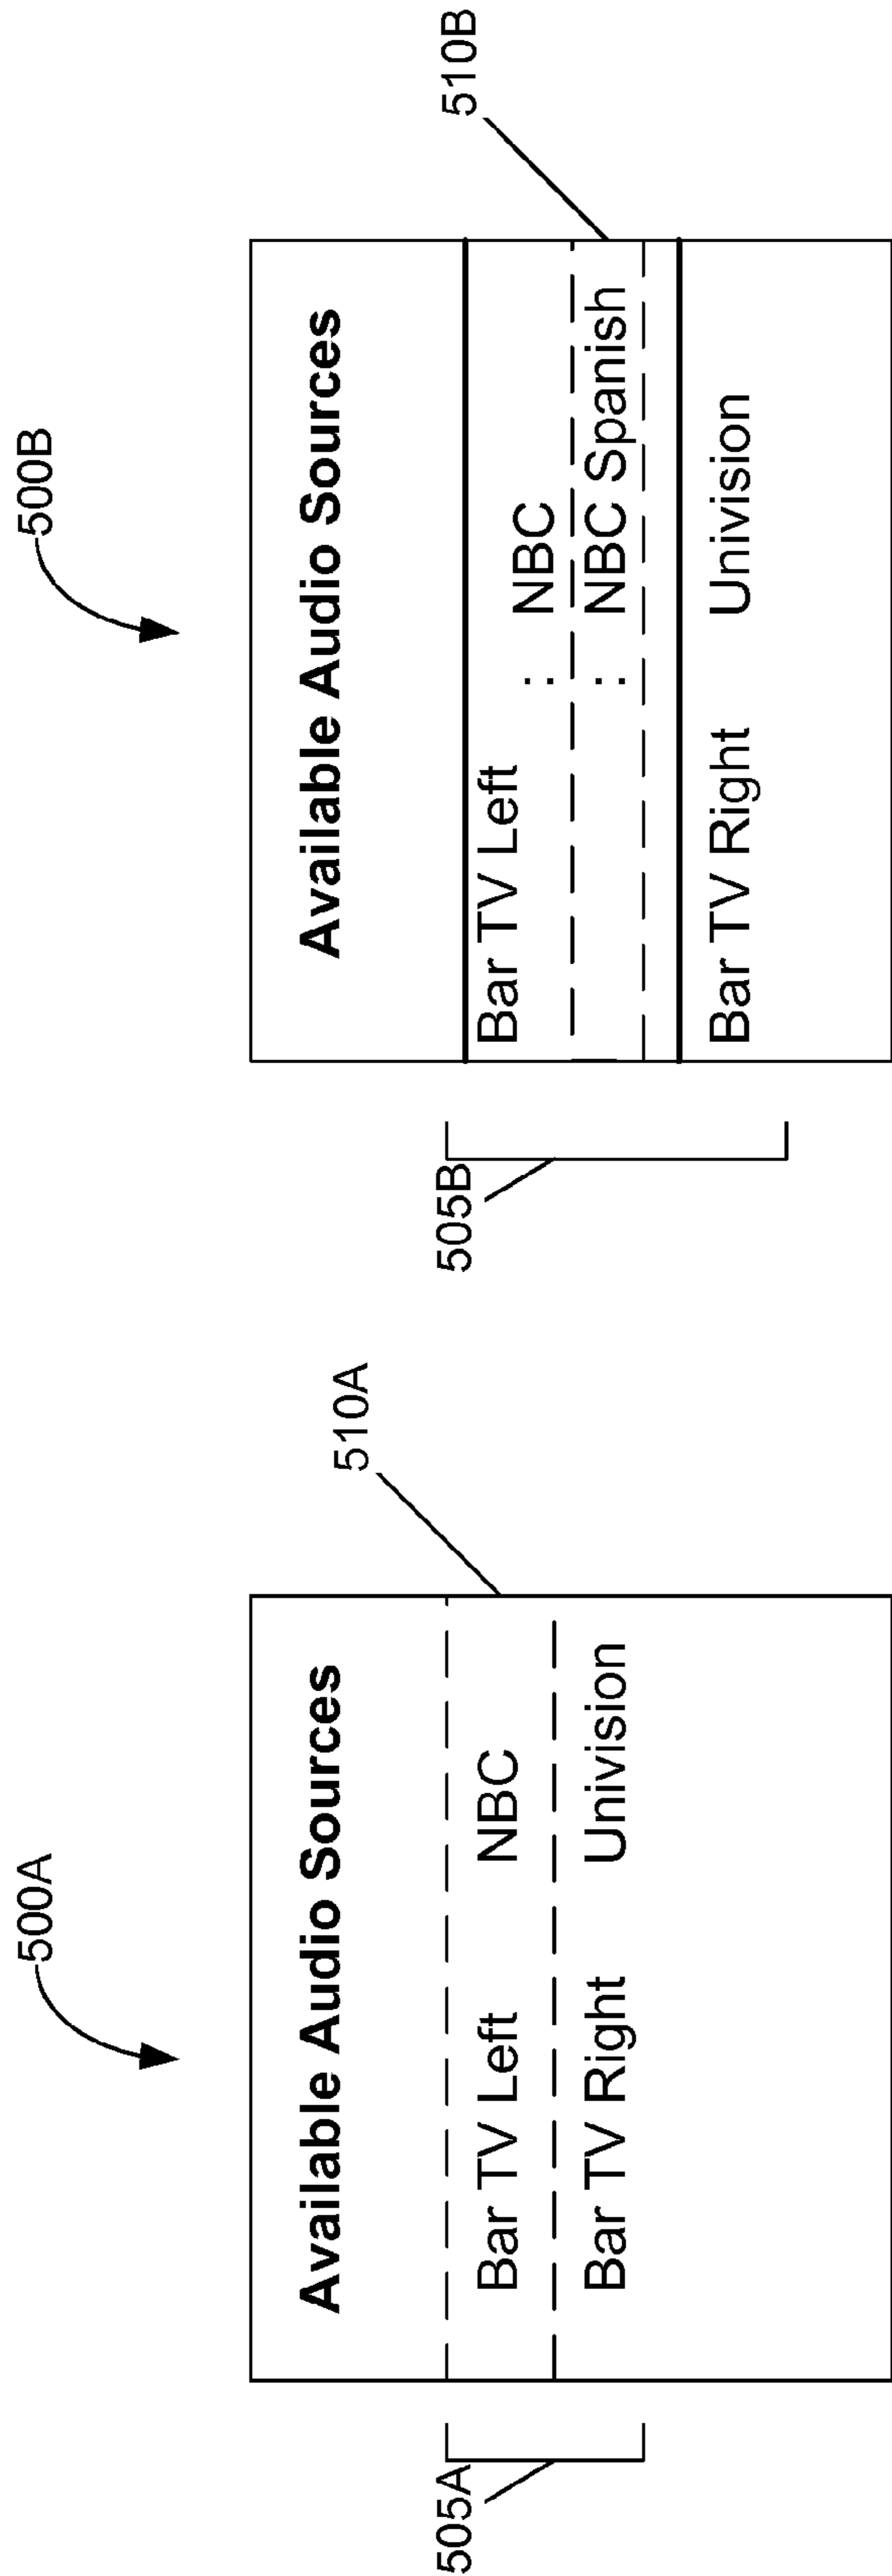 500A
Available Audio Sources
510A
505A
Bar TV Left NBC
Bar TV Right Univision
500B
Available Audio Sources
510B
505B
Bar TV Left
: NBC
: NBC Spanish
Bar TV Right Univision